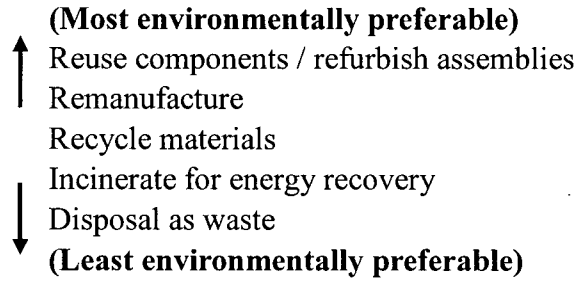 (Most environmentally preferable)
Reuse components / refurbish assemblies
Remanufacture
Recycle materials
Incinerate for energy recovery
Disposal as waste
(Least environmentally preferable)